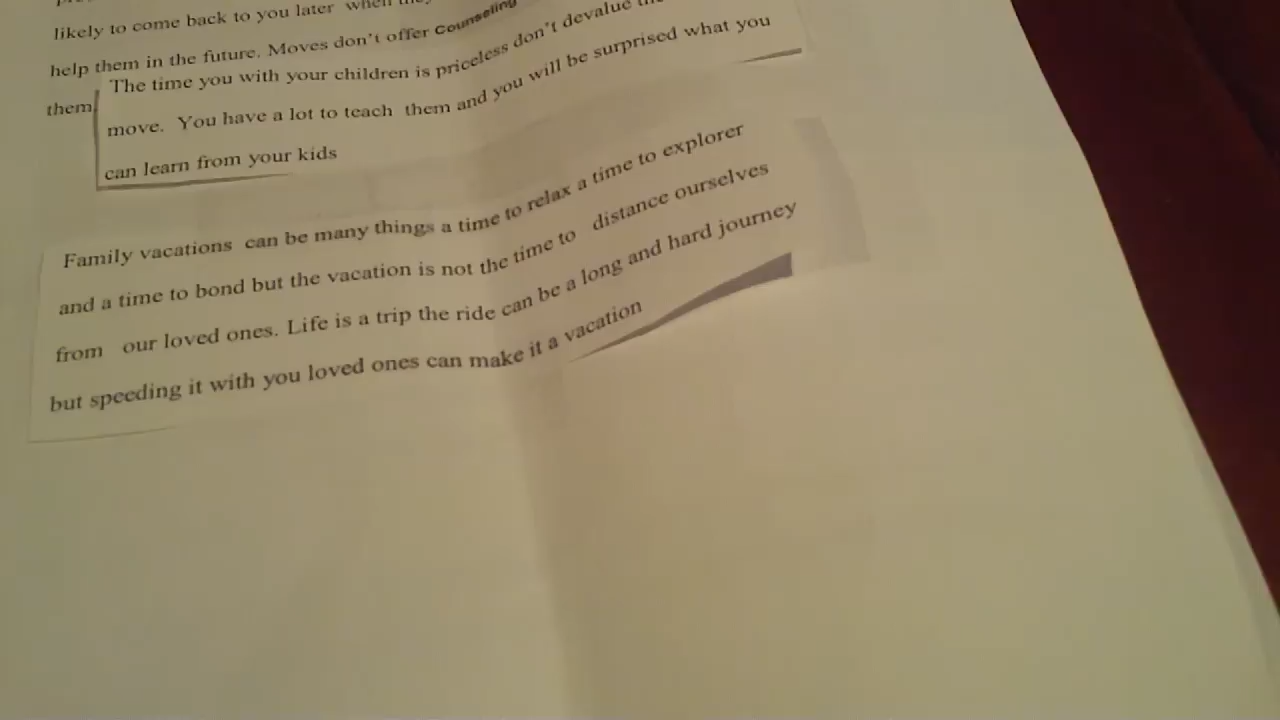 likely to come back to you later when
help them in the future. Moves don't offer Counseling
them
The time you with your children is priceless don't devalue
move. You have a lot to teach them and you will be surprised what you
can learn from your kids
Family vacations can be many things a time to relax a time to explorer
and a time to bond but the vacation is not the time to distance ourselves
from our loved ones. Life is a trip the ride can be a long and hard journey
but speeding it with you loved ones can make it a vacation